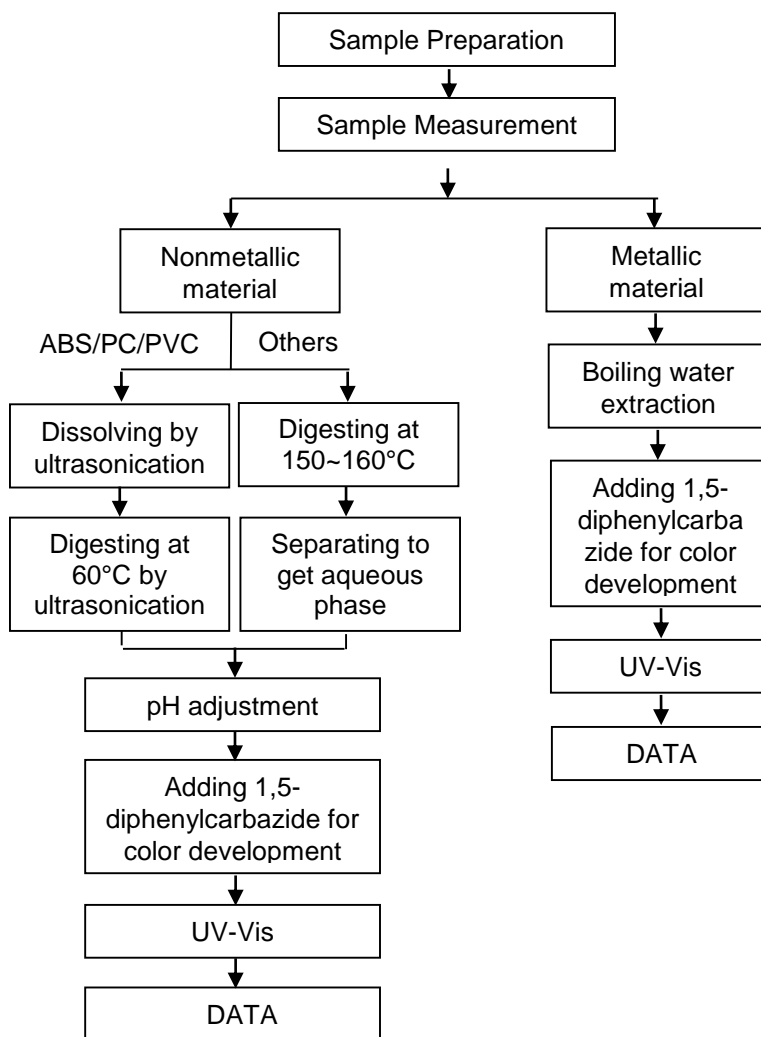 Sample Preparation
Sample Measurement
Nonmetallic
material
ABS/PC/PVC
Others
Dissolving by
ultrasonication
Digesting at
150~160°C
Digesting at
60°C by
ultrasonication
Separating to
get aqueous
phase
pH adjustment
Adding 1,5-
diphenylcarbazide for
color development
UV-Vis
DATA
Metallic
material
Boiling water
extraction
Adding 1,5-
diphenylcarba
zide for color
development
UV-Vis
DATA